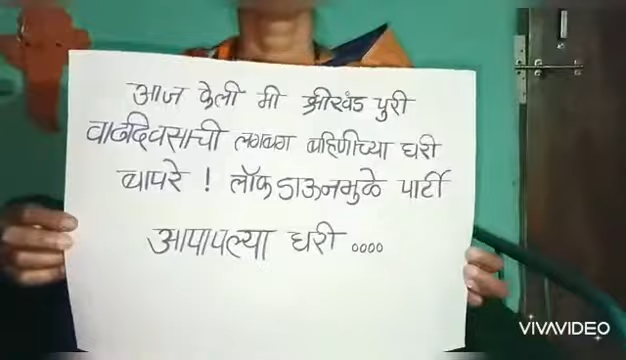 आज केली मी श्रीखंड पुरी
वाढदिवसाची लगबग बहिणीच्या घरी
बापरे ! लॉकडाऊनमुळे पार्टी
आपापल्या घरी ....
VIVAVIDEO